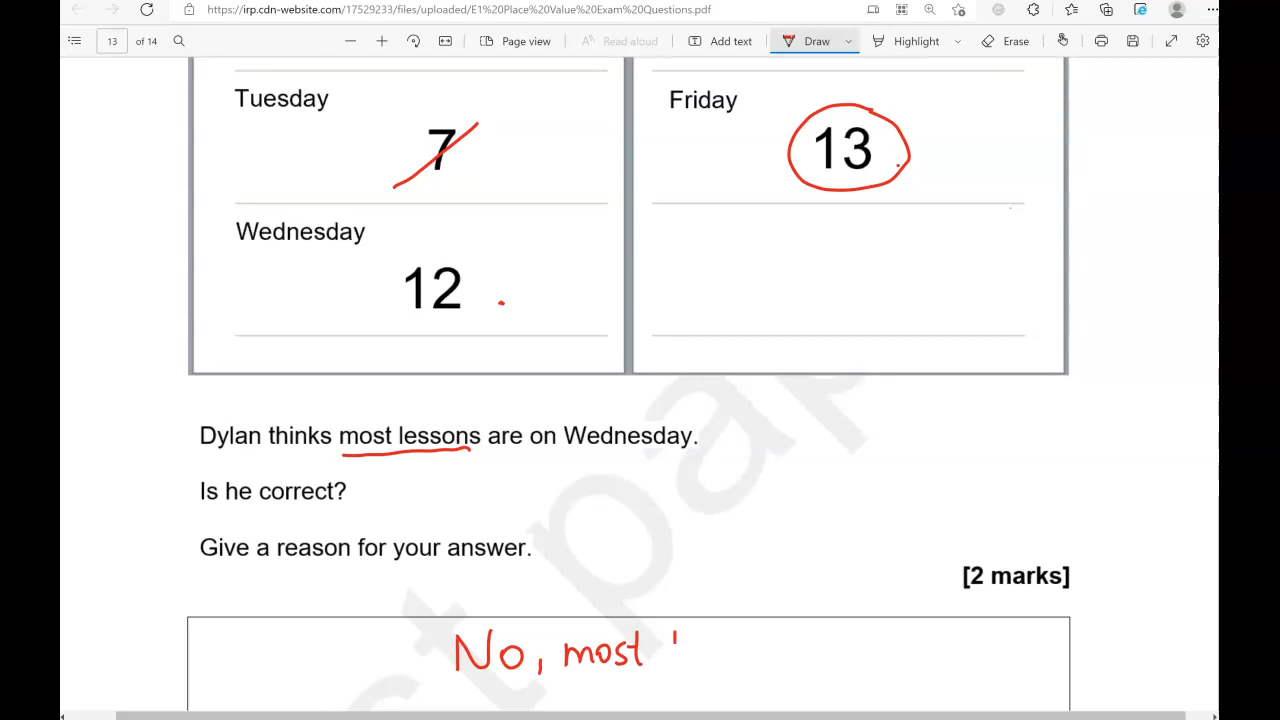 https://irp.cdn-website.com/17529233/files/uploaded/E1%20Place%20Value%20Exam%20Questions.pdf
13 of 14
Page view
Read aloud
Add text
Draw
Highlight
Erase
Tuesday
7
Wednesday
12
Friday
13
Dylan thinks most lessons are on Wednesday.
Is he correct?
Give a reason for your answer.
[2 marks]
No, most